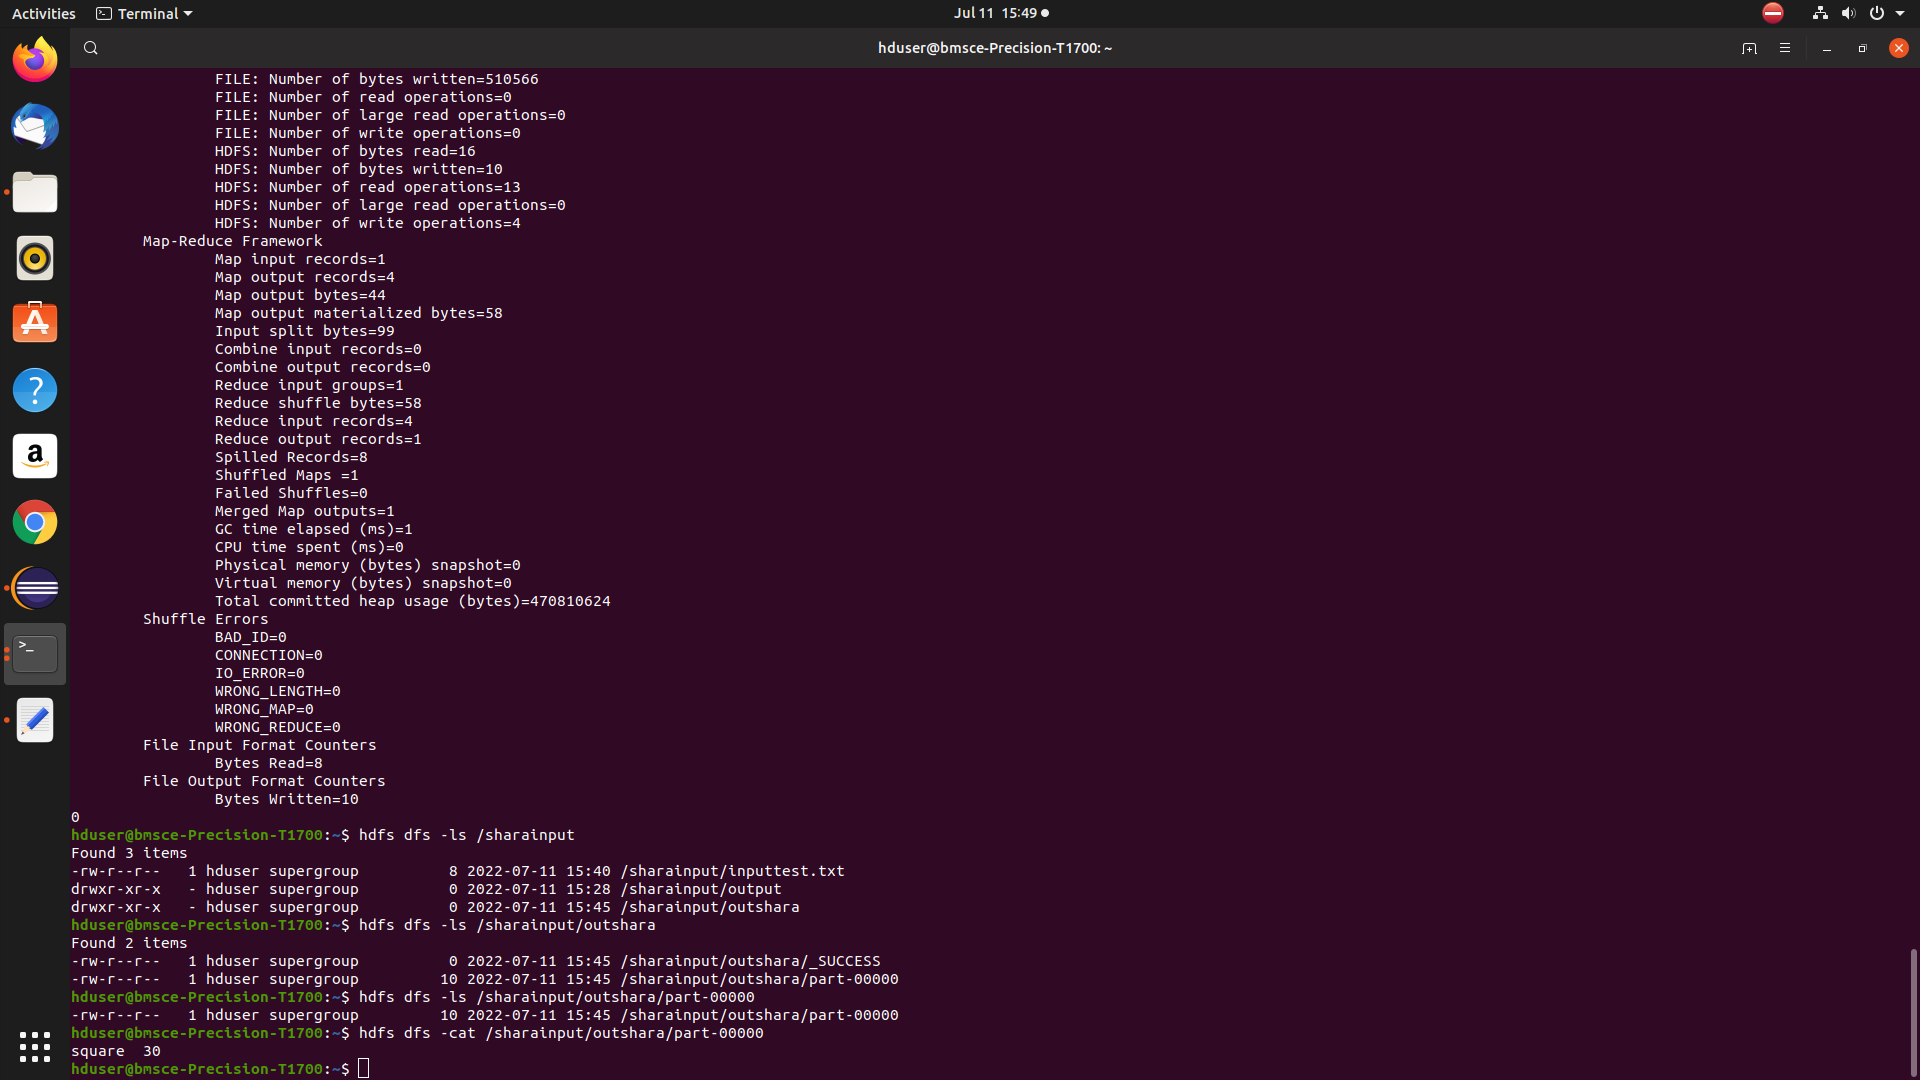 Activities Terminal Jul 11 15:49
hduser@bmsce-Precision-T1700: ~
FILE: Number of bytes written=510566
FILE: Number of read operations=0
FILE: Number of large read operations=0
FILE: Number of write operations=0
HDFS: Number of bytes read=16
HDFS: Number of bytes written=10
HDFS: Number of read operations=13
HDFS: Number of large read operations=0
HDFS: Number of write operations=4
Map-Reduce Framework
Map input records=1
Map output records=4
Map output bytes=44
Map output materialized bytes=58
Input split bytes=99
Combine input records=0
Combine output records=0
Reduce input groups=1
Reduce shuffle bytes=58
Reduce input records=4
Reduce output records=1
Spilled Records=8
Shuffled Maps =1
Failed Shuffles=0
Merged Map outputs=1
GC time elapsed (ms)=1
CPU time spent (ms)=0
Physical memory (bytes) snapshot=0
Virtual memory (bytes) snapshot=0
Total committed heap usage (bytes)=470810624
Shuffle Errors
BAD_ID=0
CONNECTION=0
IO_ERROR=0
WRONG_LENGTH=0
WRONG_MAP=0
WRONG_REDUCE=0
File Input Format Counters
Bytes Read=8
File Output Format Counters
Bytes Written=10
0
hduser@bmsce-Precision-T1700:~$ hdfs dfs -ls /sharainput
Found 3 items
-rw-r--r--   1 hduser supergroup          8 2022-07-11 15:40 /sharainput/inputtest.txt
drwxr-xr-x   - hduser supergroup          0 2022-07-11 15:28 /sharainput/output
drwxr-xr-x   - hduser supergroup          0 2022-07-11 15:45 /sharainput/outshara
hduser@bmsce-Precision-T1700:~$ hdfs dfs -ls /sharainput/outshara
Found 2 items
-rw-r--r--   1 hduser supergroup          0 2022-07-11 15:45 /sharainput/outshara/_SUCCESS
-rw-r--r--   1 hduser supergroup         10 2022-07-11 15:45 /sharainput/outshara/part-00000
hduser@bmsce-Precision-T1700:~$ hdfs dfs -ls /sharainput/outshara/part-00000
-rw-r--r--   1 hduser supergroup         10 2022-07-11 15:45 /sharainput/outshara/part-00000
hduser@bmsce-Precision-T1700:~$ hdfs dfs -cat /sharainput/outshara/part-00000
square  30
hduser@bmsce-Precision-T1700:~$